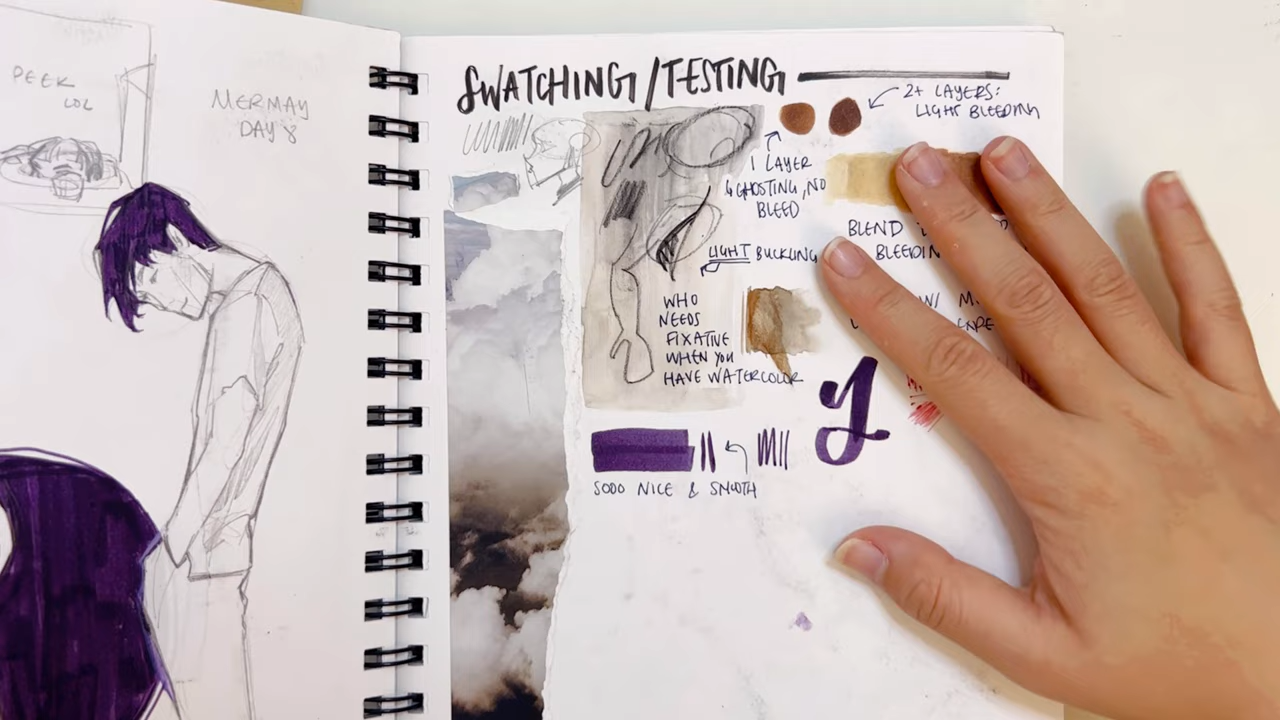 PEEK
LOL
MERMAY
DAY 8
SWATCHING/TESTING
2+ LAYERS:
LIGHT BLEEDING
1 LAYER
GHOSTING, NO
BLEED
BLEND
BLEEDIN
LIGHT BUCKLING
W/
WHO
NEEDS
FIXATIVE
WHEN YOU
HAVE WATERCOLOR
y
SOOO NICE & SMOOTH